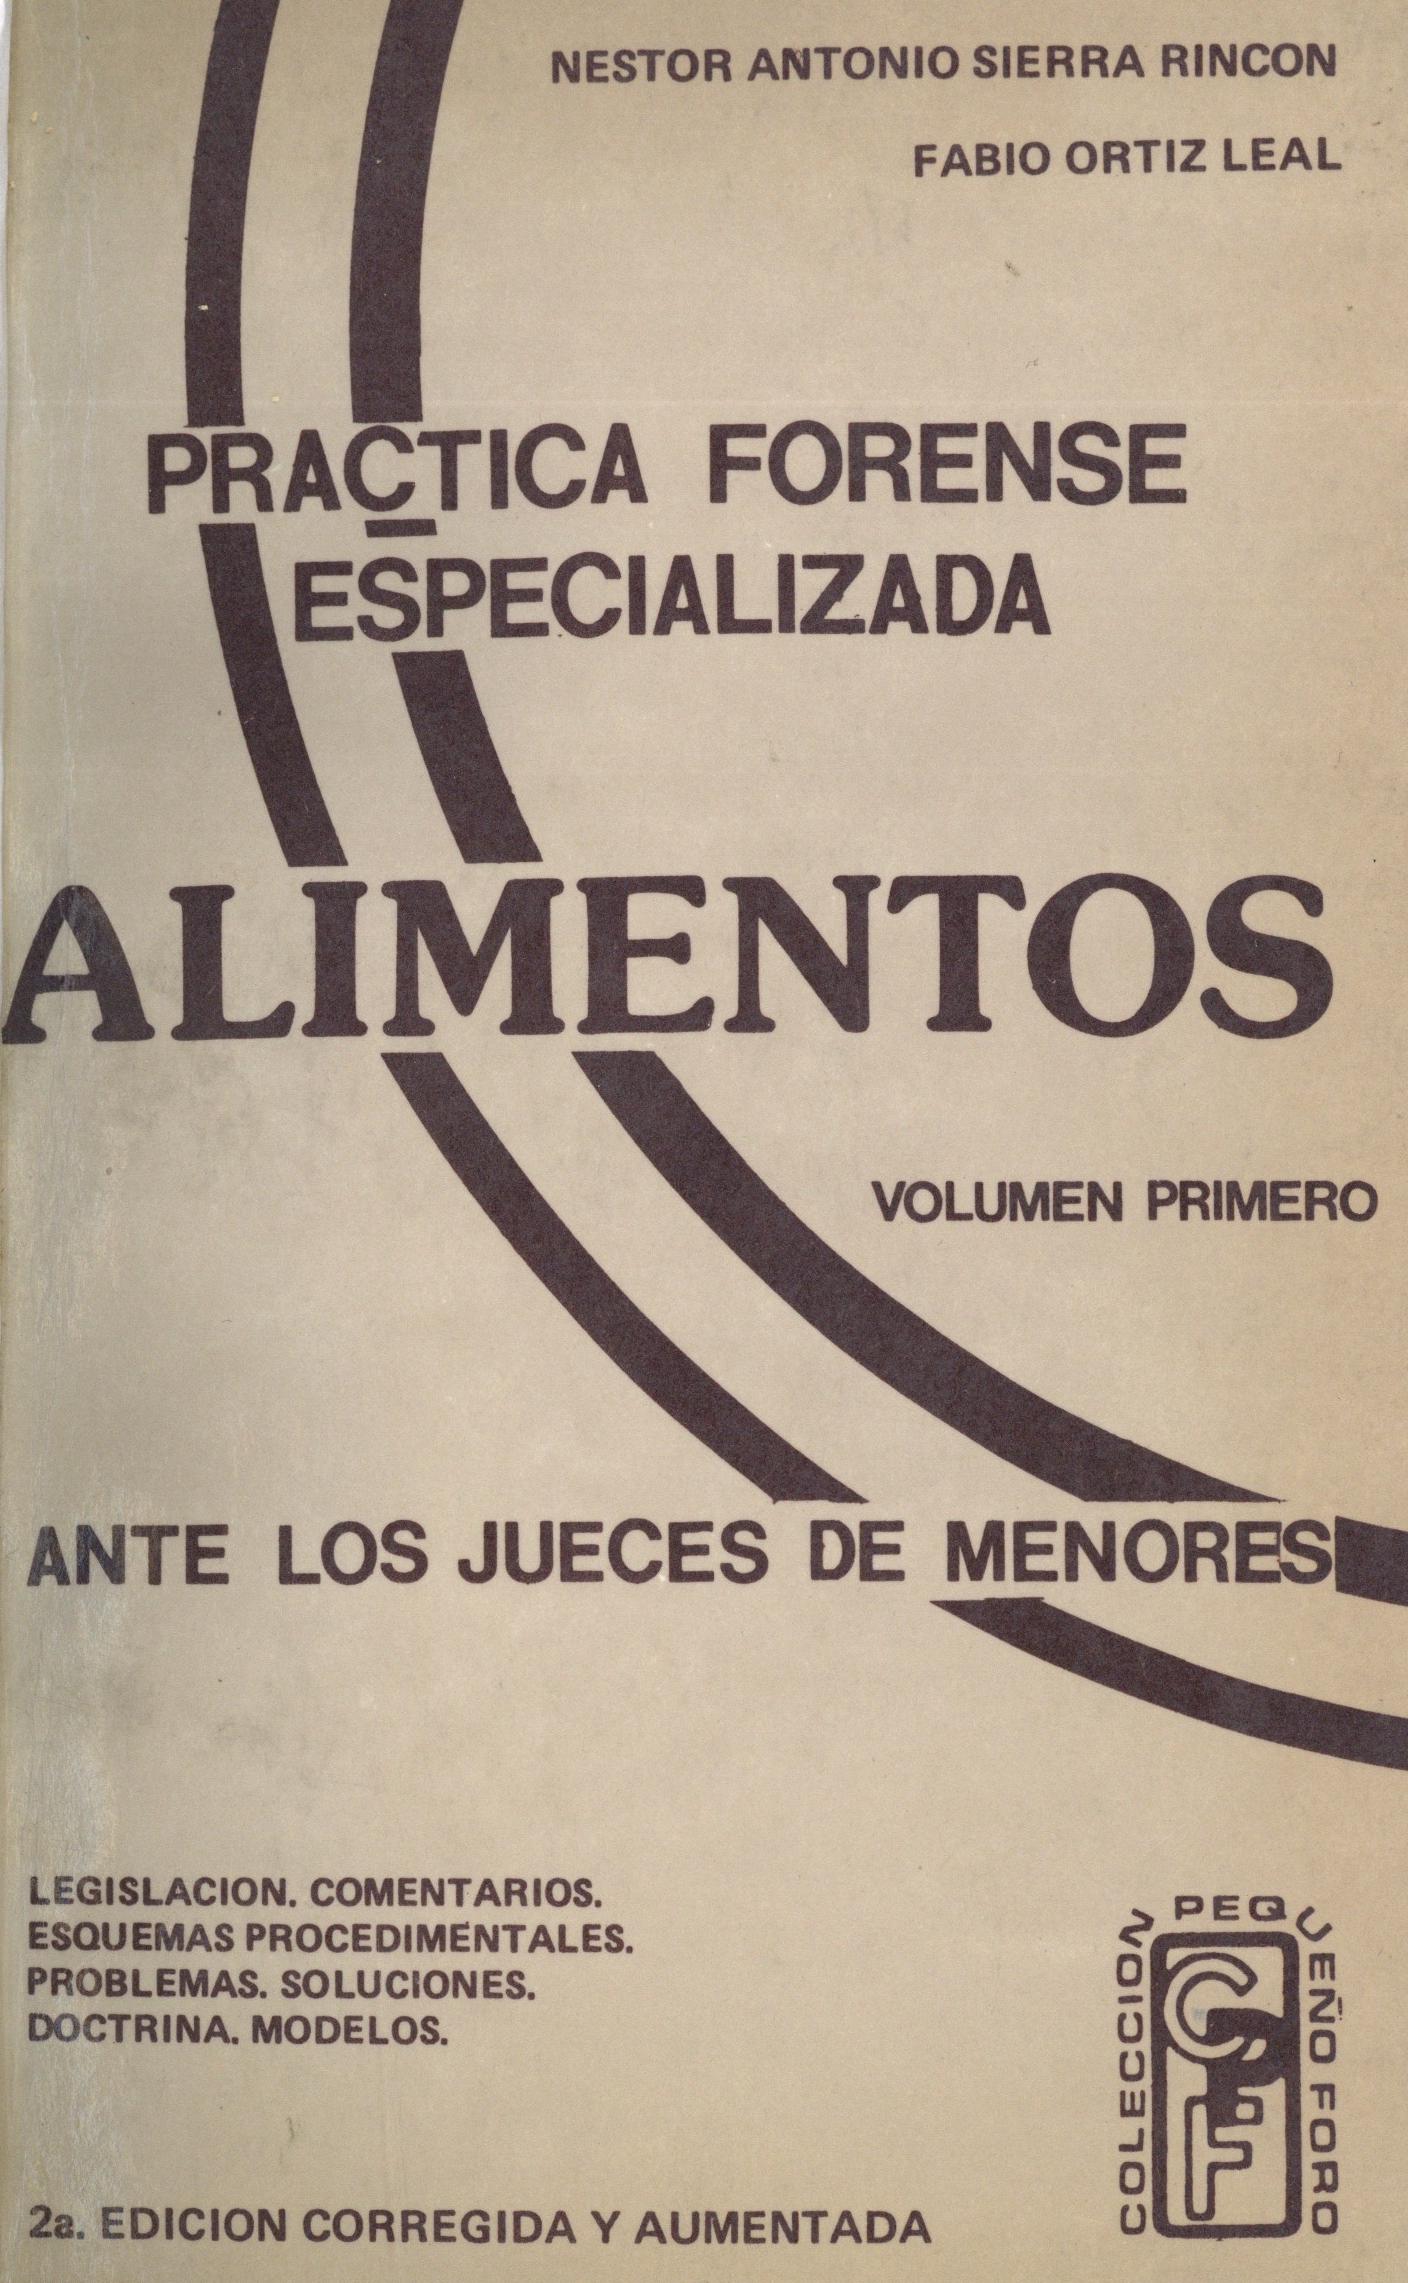 NESTOR ANTONIO SIERRA RINCON
FABIO ORTIZ LEAL
PRACTICA FORENSE
ESPECIALIZADA
ALIMENTOS
VOLUMEN PRIMERO
ANTE LOS JUECES DE MENORES
LEGISLACION. COMENTARIOS.
ESQUEMAS PROCEDIMENTALES.
PROBLEMAS. SOLUCIONES.
DOCTRINA. MODELOS.
COLECCION PEQUEÑO FORO
CPF
2a. EDICION CORREGIDA Y AUMENTADA